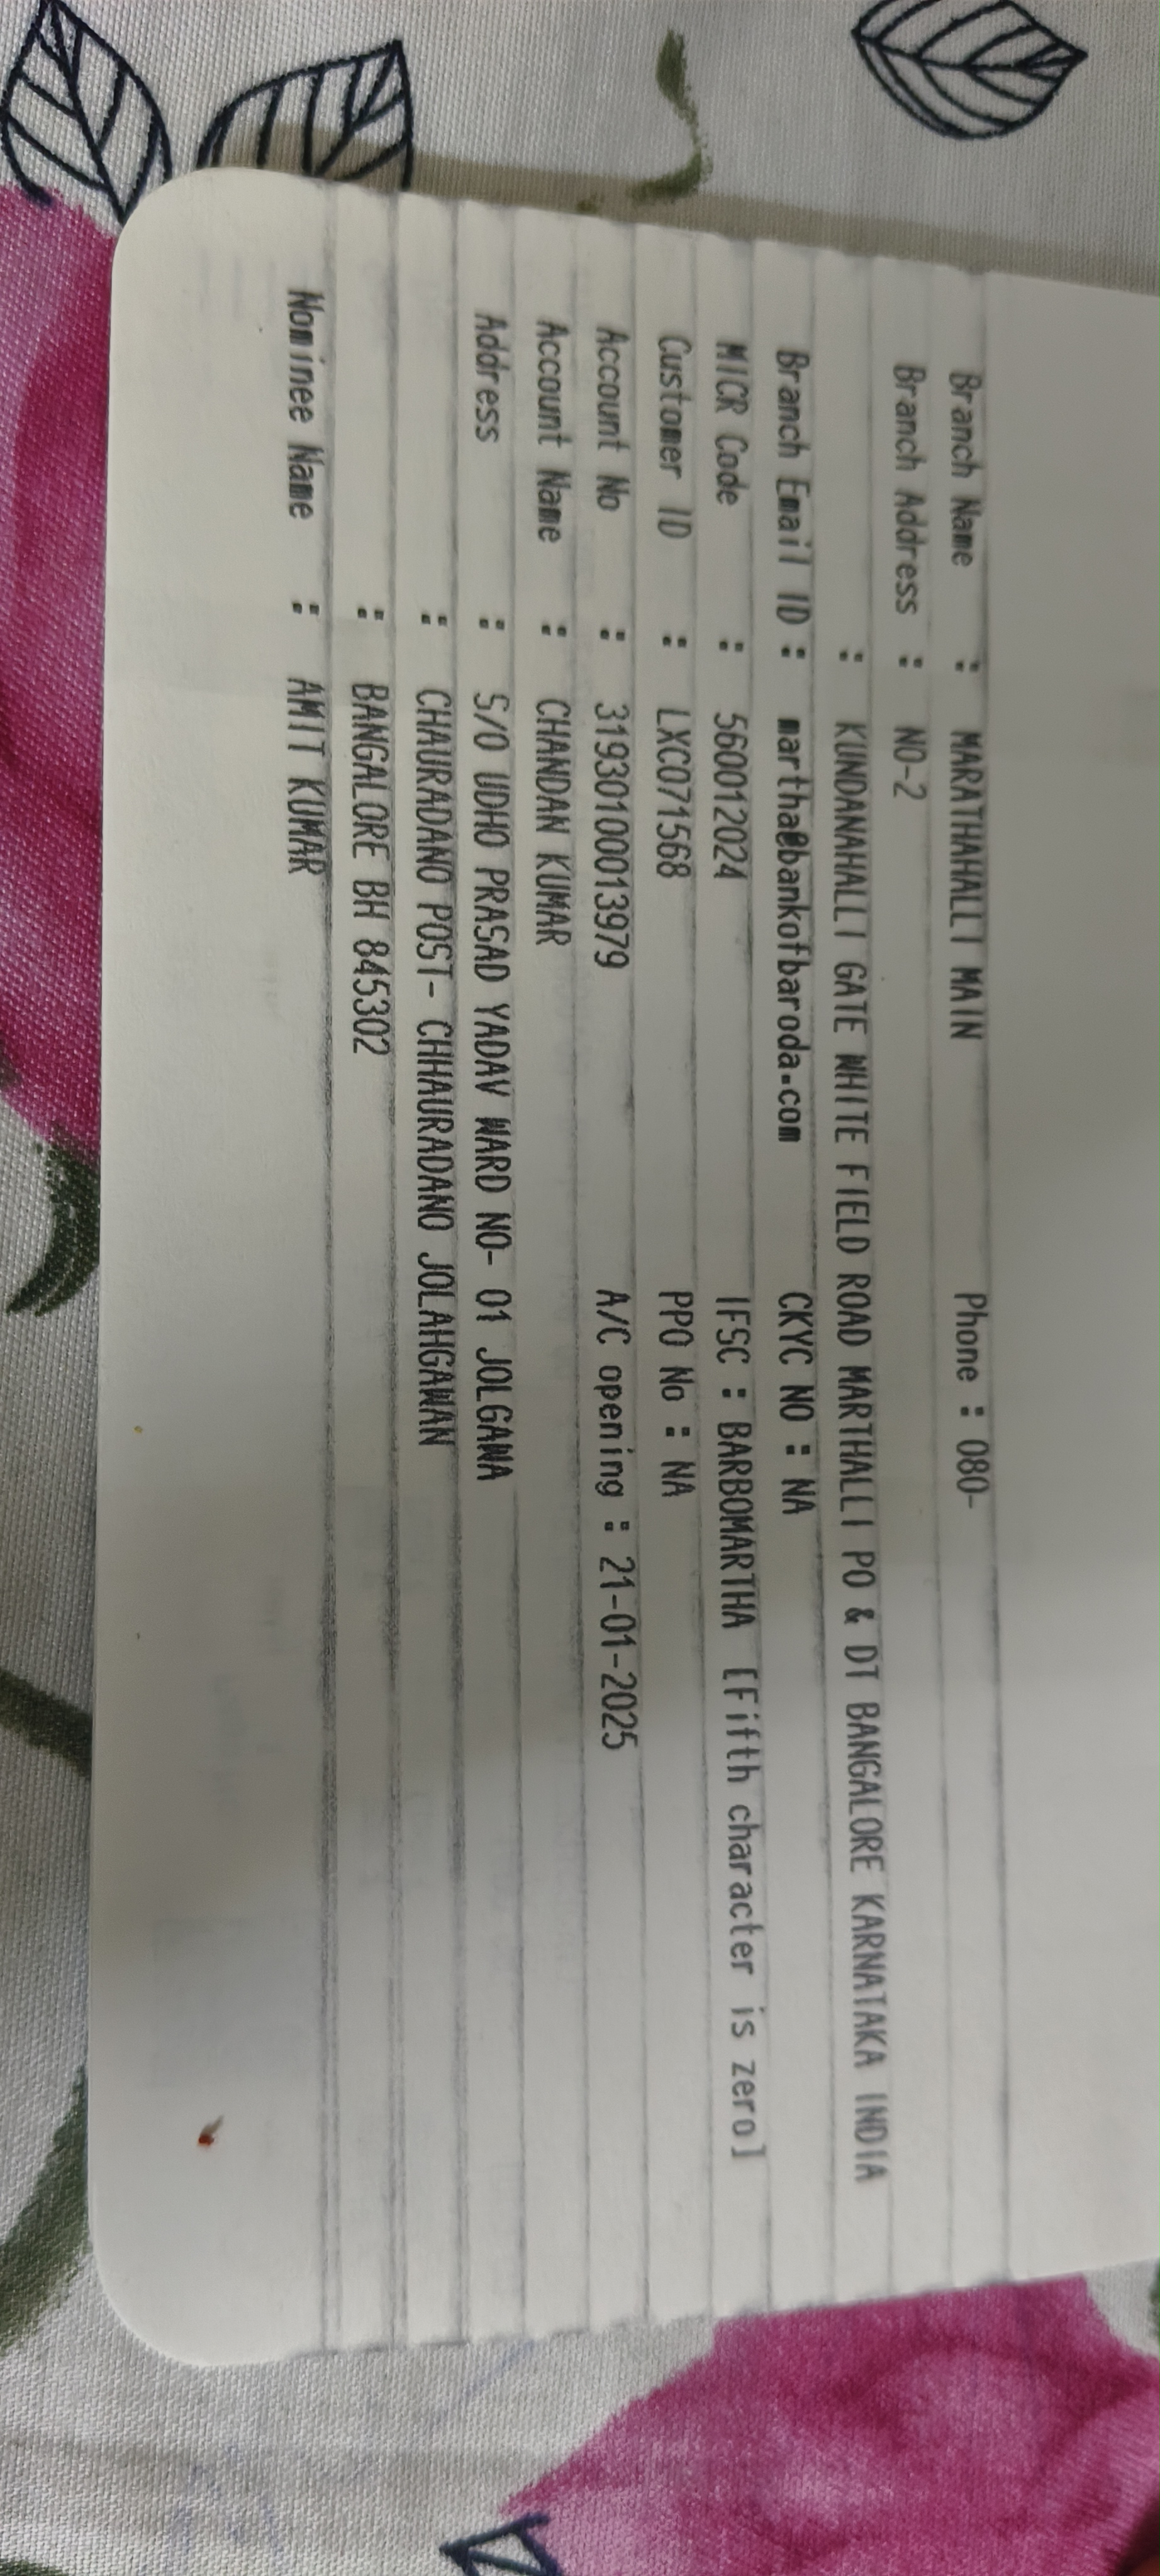 Branch Name : MARATHAHALLI MAIN Phone : 080-
Branch Address : NO-2
: KUNDANAHALLI GATE WHITE FIELD ROAD MARTHALLI PO & DT BANGALORE KARNATAKA INDIA
Branch Email ID : martha@bankofbaroda.com CKYC NO : NA
MICR Code : 560012024 IFSC : BARB0MARTHA [Fifth character is zero]
Customer ID : LXC071568 PPO No : NA
Account No : 31930100013979 A/C opening : 21-01-2025
Account Name : CHANDAN KUMAR
Address : S/O UDHO PRASAD YADAV WARD NO- 01 JOLGAWA
: CHAURADANO POST- CHHAURADANO JOLAHGAWAN
: BANGALORE BH 845302
Nominee Name : AMIT KUMAR